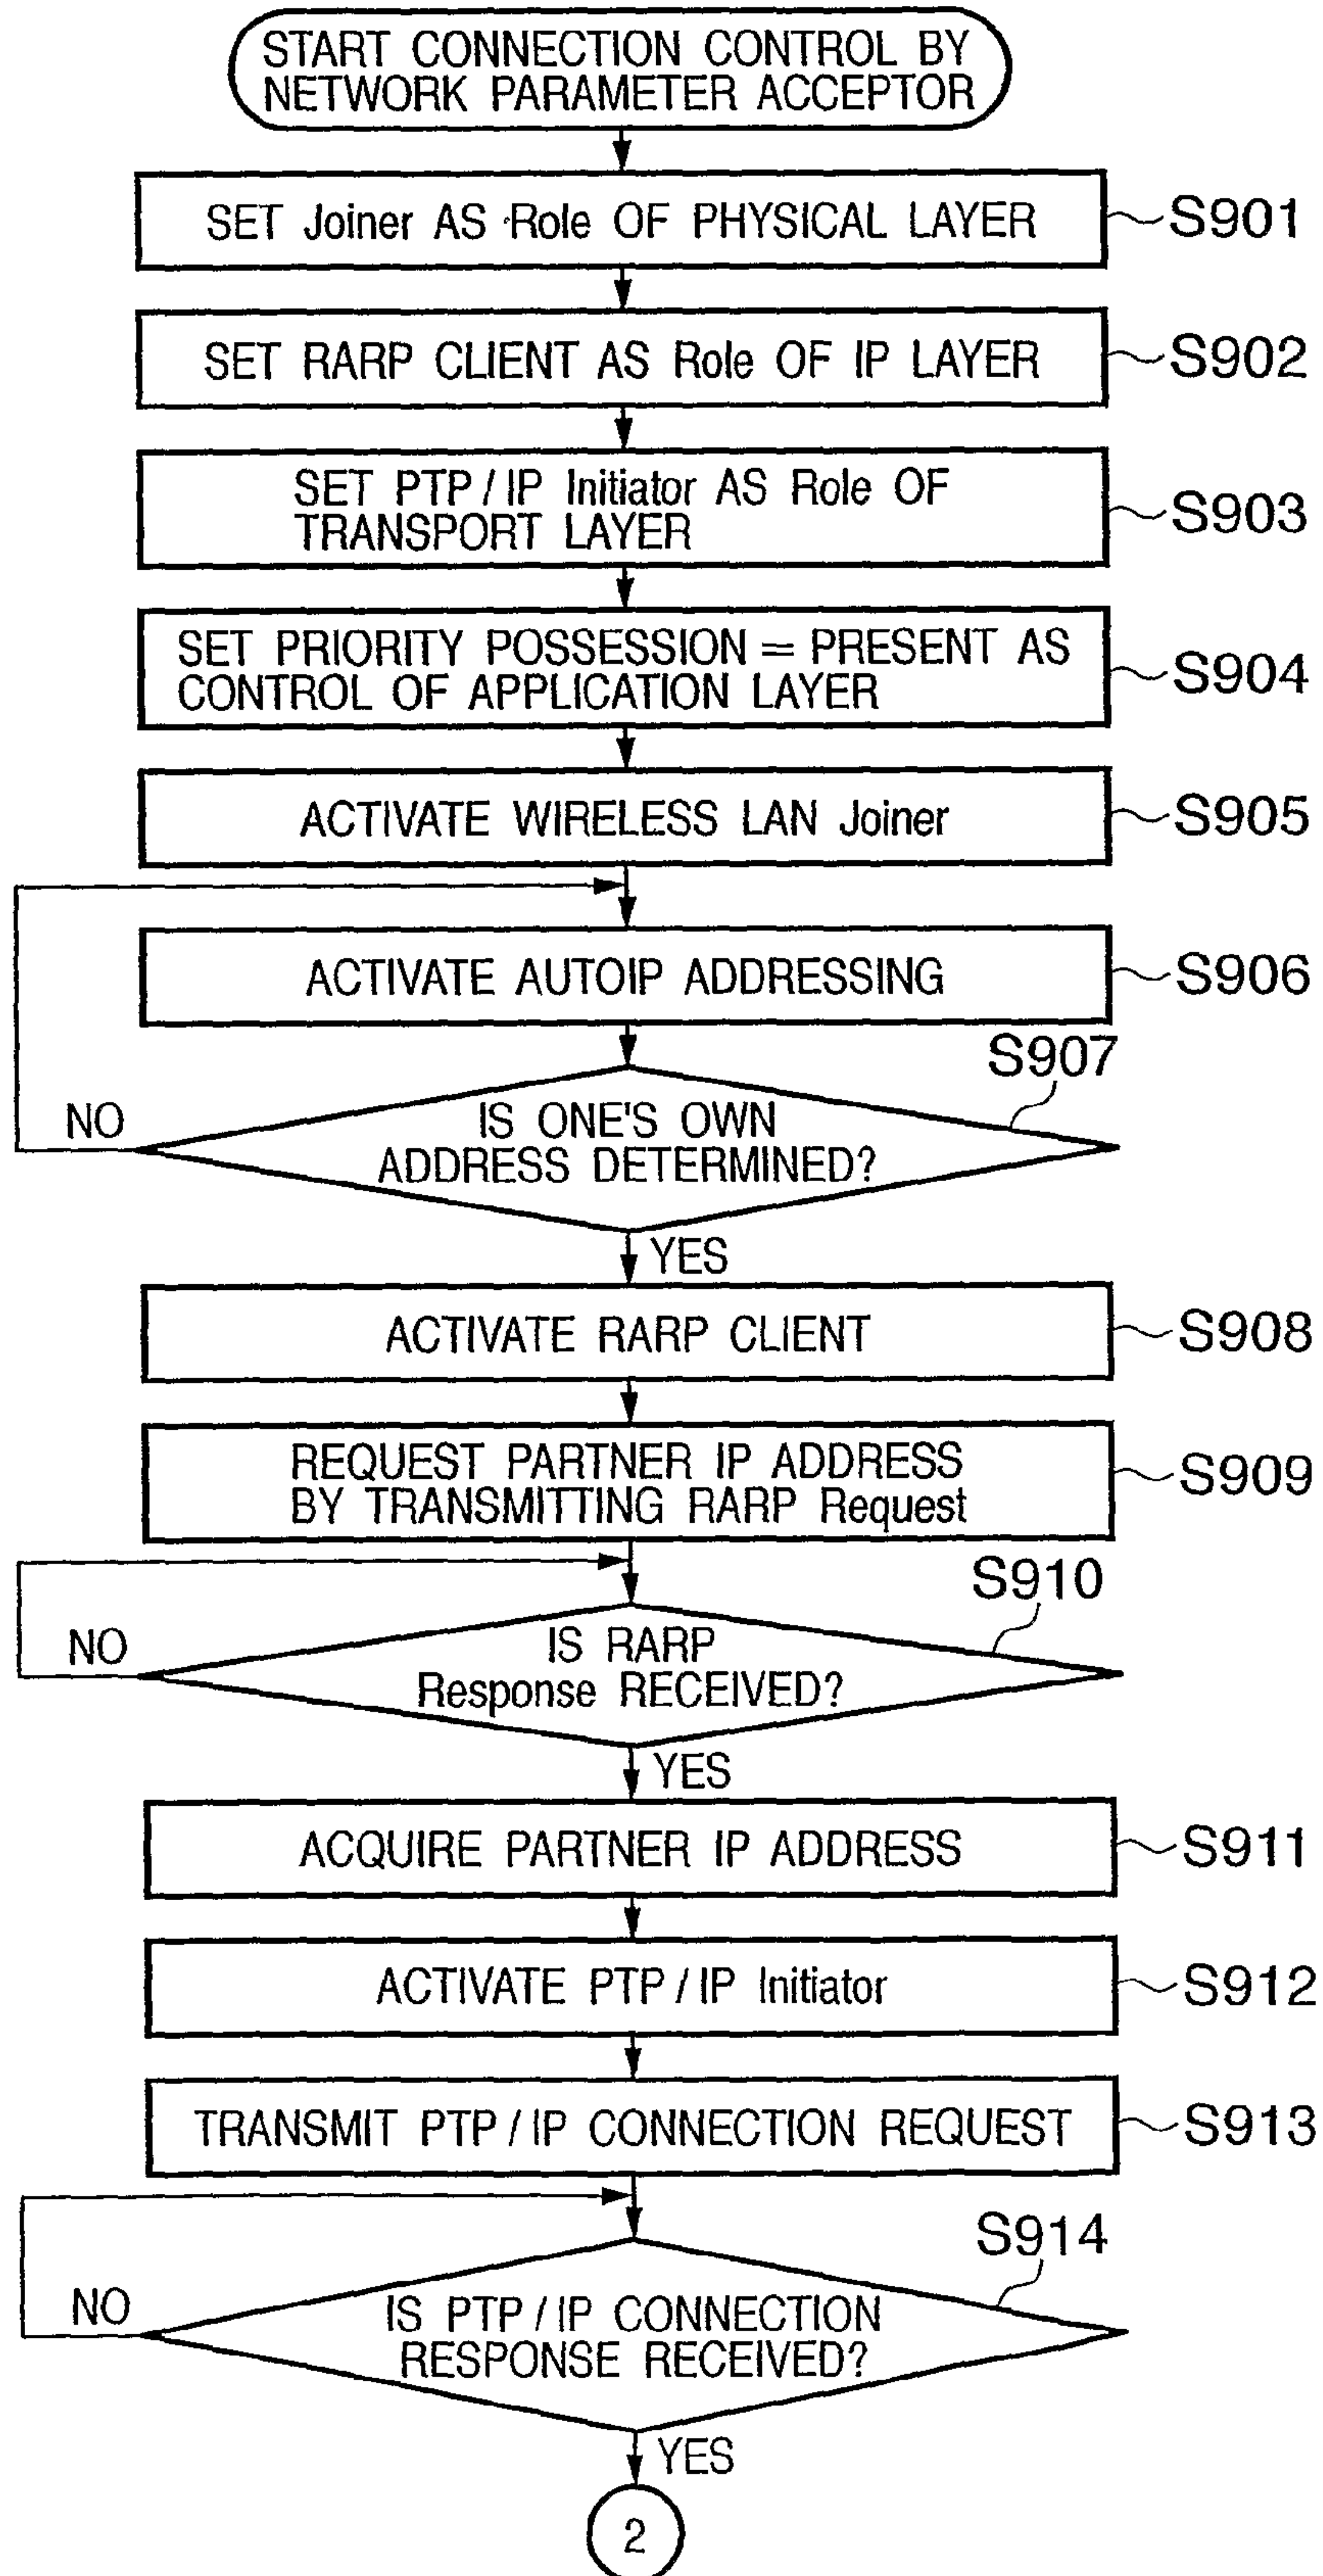 START CONNECTION CONTROL BY
NETWORK PARAMETER ACCEPTOR
SET Joiner AS Role OF PHYSICAL LAYER
S901
SET RARP CLIENT AS Role OF IP LAYER
S902
SET PTP / IP Initiator AS Role OF
TRANSPORT LAYER
S903
SET PRIORITY POSSESSION = PRESENT AS
CONTROL OF APPLICATION LAYER
S904
ACTIVATE WIRELESS LAN Joiner
S905
ACTIVATE AUTOIP ADDRESSING
S906
S907
NO
IS ONE'S OWN
ADDRESS DETERMINED?
YES
ACTIVATE RARP CLIENT
S908
REQUEST PARTNER IP ADDRESS
BY TRANSMITTING RARP Request
S909
S910
NO
IS RARP
Response RECEIVED?
YES
ACQUIRE PARTNER IP ADDRESS
S911
ACTIVATE PTP / IP Initiator
S912
TRANSMIT PTP / IP CONNECTION REQUEST
S913
S914
NO
IS PTP / IP CONNECTION
RESPONSE RECEIVED?
YES
2